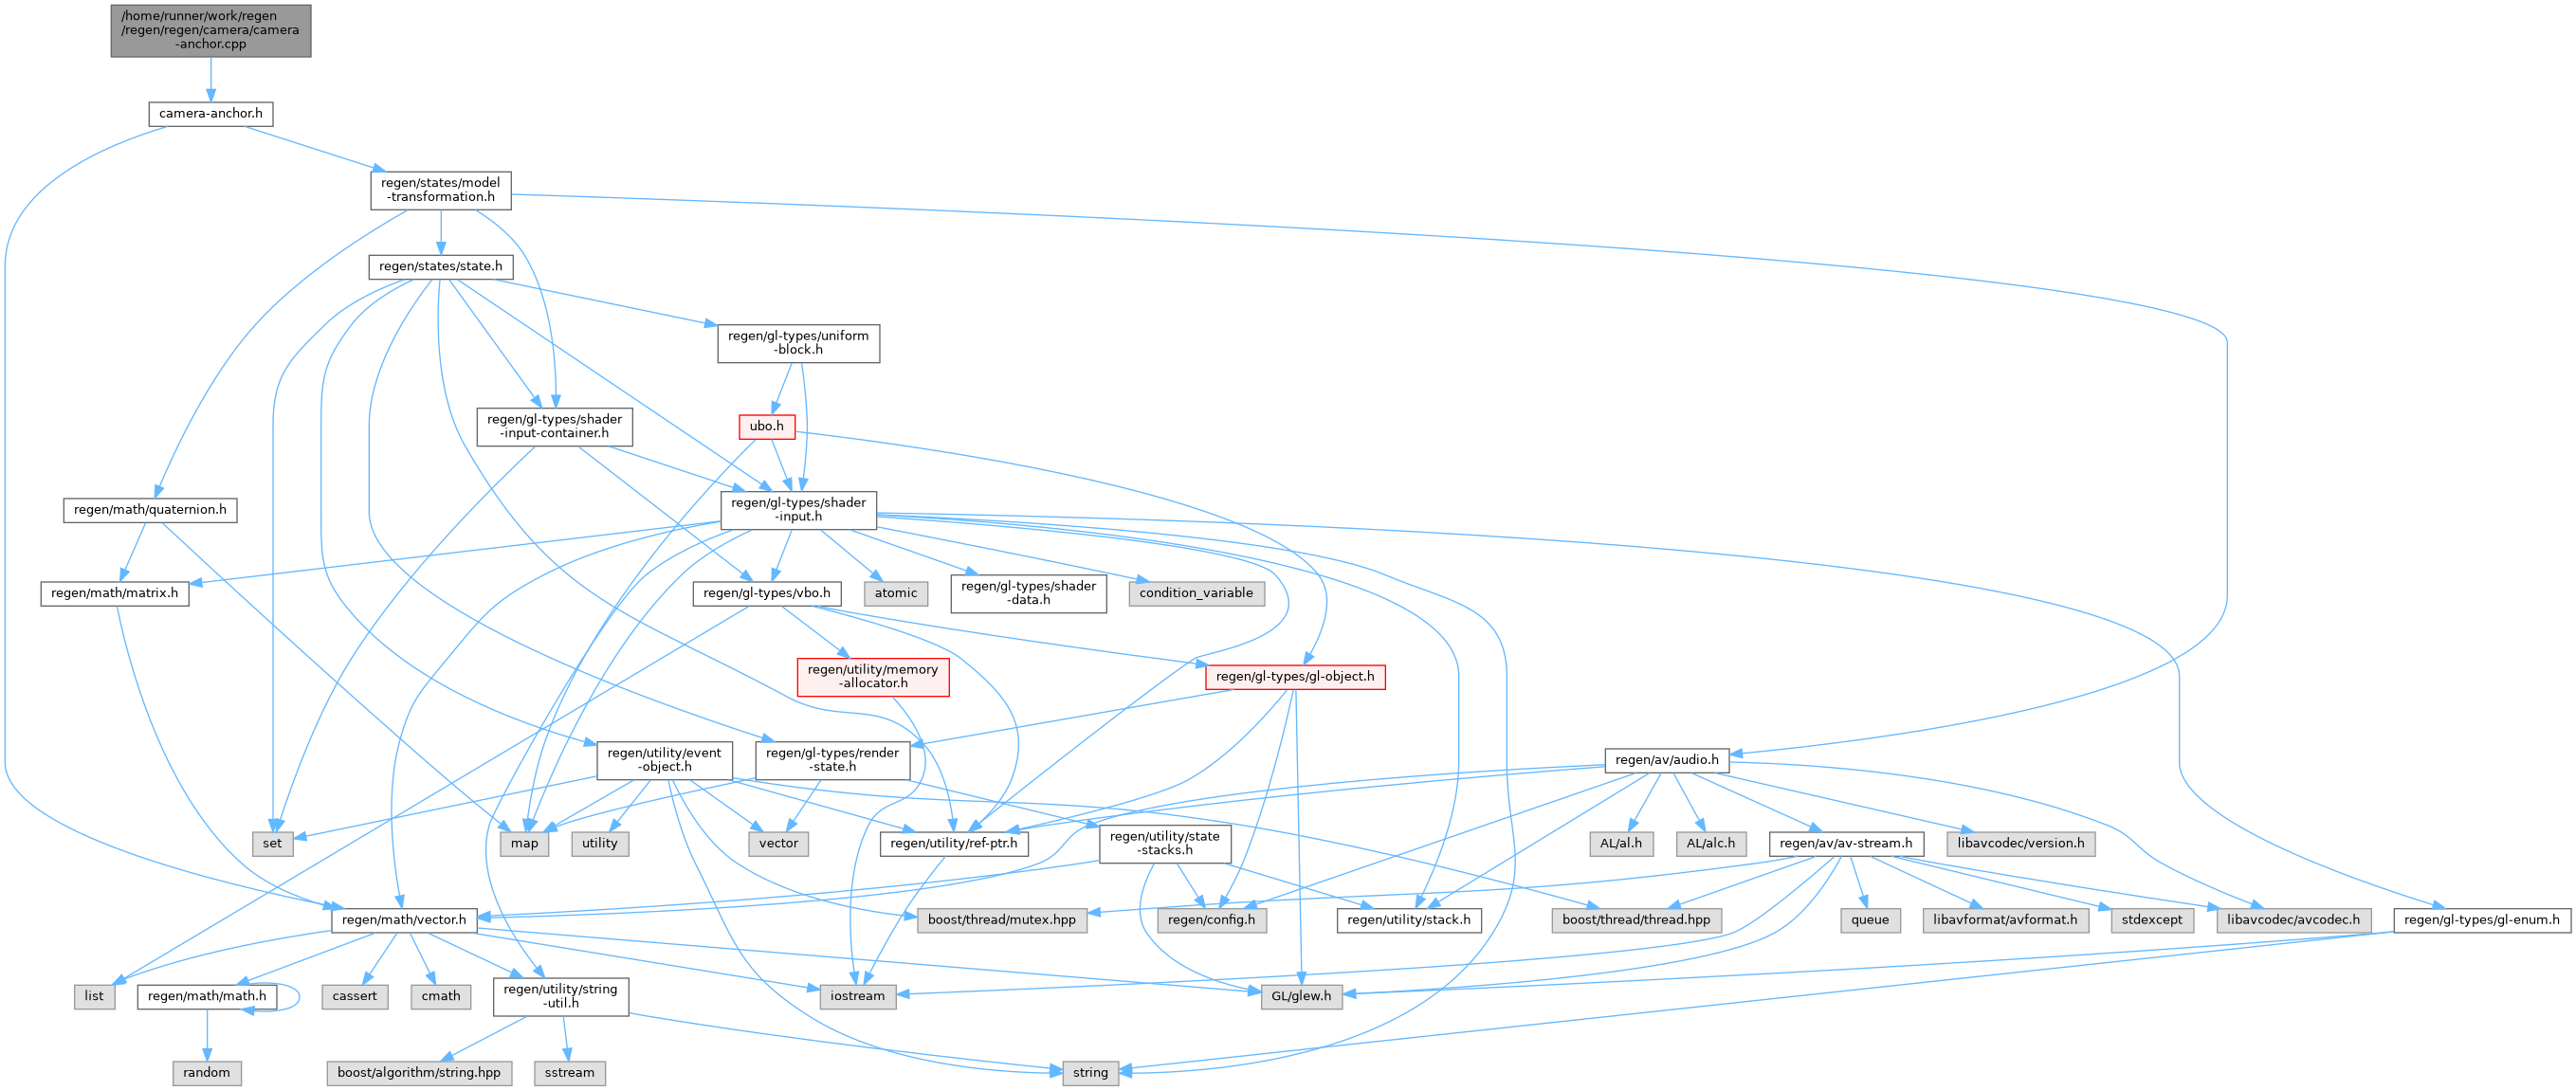 /home/runner/work/regen
/regen/regen/camera/camera
-anchor.cpp
camera-anchor.h
regen/states/model
-transformation.h
regen/states/state.h
regen/gl-types/uniform
-block.h
regen/gl-types/shader
-input-container.h
ubo.h
regen/math/quaternion.h
regen/gl-types/shader
-input.h
regen/math/matrix.h
regen/gl-types/vbo.h
atomic
regen/gl-types/shader
-data.h
condition_variable
regen/utility/memory
-allocator.h
regen/gl-types/gl-object.h
regen/utility/event
-object.h
regen/gl-types/render
-state.h
regen/av/audio.h
set
map
utility
vector
regen/utility/ref-ptr.h
regen/utility/state
-stacks.h
AL/al.h
AL/alc.h
regen/av/av-stream.h
libavcodec/version.h
regen/math/vector.h
boost/thread/mutex.hpp
regen/config.h
regen/utility/stack.h
boost/thread/thread.hpp
queue
libavformat/avformat.h
stdexcept
libavcodec/avcodec.h
regen/gl-types/gl-enum.h
list
regen/math/math.h
cassert
cmath
regen/utility/string
-util.h
iostream
GL/glew.h
random
boost/algorithm/string.hpp
sstream
string